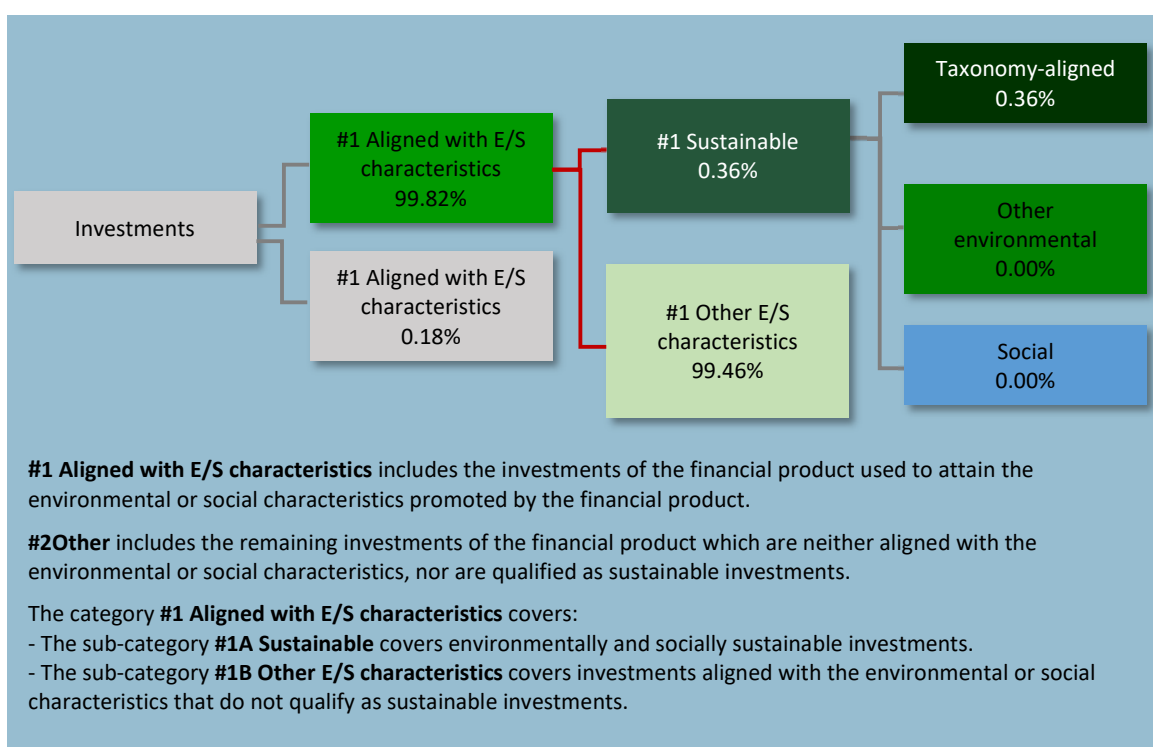 Investments
#1 Aligned with E/S
characteristics
99.82%
#1 Aligned with E/S
characteristics
0.18%
#1 Sustainable
0.36%
#1 Other E/S
characteristics
99.46%
Taxonomy-aligned
0.36%
Other
environmental
0.00%
Social
0.00%
#1 Aligned with E/S characteristics includes the investments of the financial product used to attain the
environmental or social characteristics promoted by the financial product.
#2Other includes the remaining investments of the financial product which are neither aligned with the
environmental or social characteristics, nor are qualified as sustainable investments.
The category #1 Aligned with E/S characteristics covers:
- The sub-category #1A Sustainable covers environmentally and socially sustainable investments.
- The sub-category #1B Other E/S characteristics covers investments aligned with the environmental or social
characteristics that do not qualify as sustainable investments.